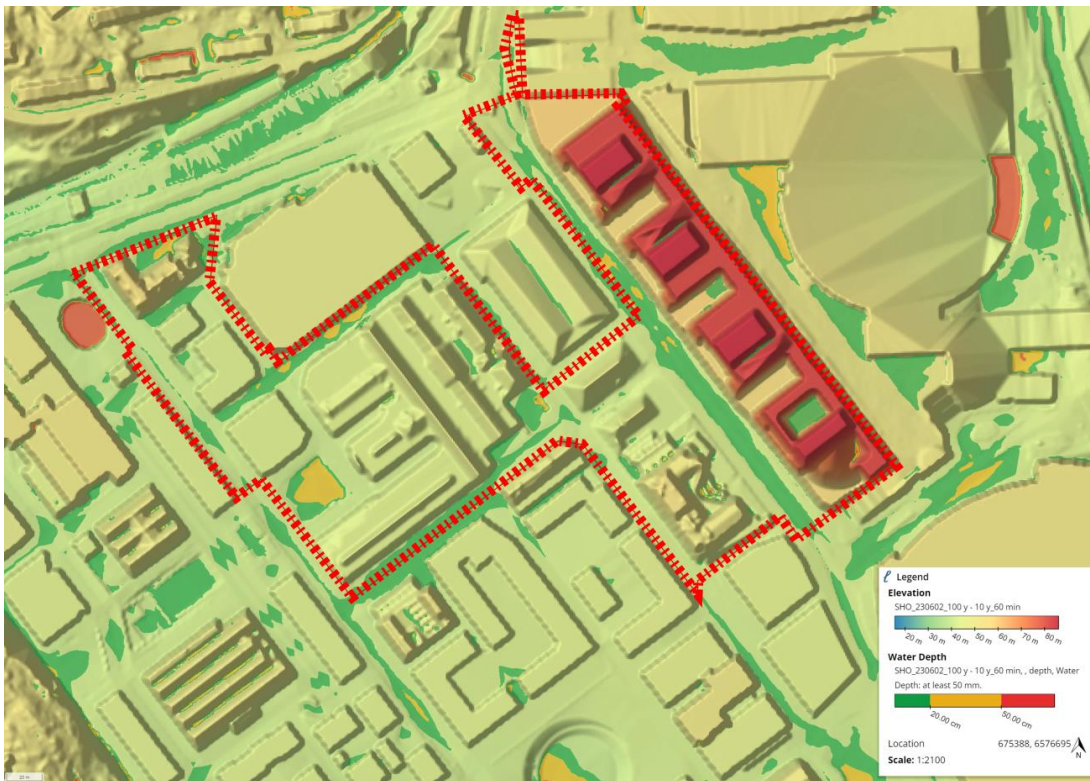 Legend
Elevation
SHO_230602_100 y - 10 y_60 min
20 m 30 m 40 m 50 m 60 m 70 m 80 m
Water Depth
SHO_230602_100 y - 10 y_60 min, , depth, Water
Depth: at least 50 mm.
20.00 cm 50.00 cm
Location 675388, 6576695
N
Scale: 1:2100
20 m